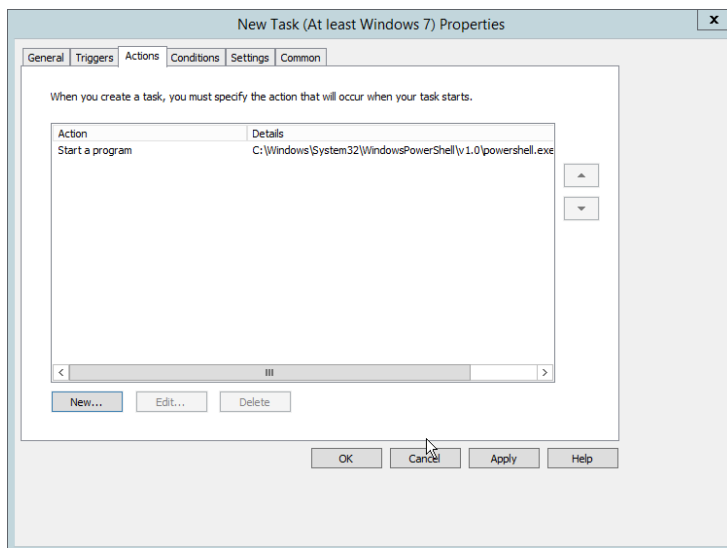 New Task (At least Windows 7) Properties
x
General Triggers Actions Conditions Settings Common
When you create a task, you must specify the action that will occur when your task starts.
Action Details
Start a program C:\Windows\System32\WindowsPowerShell\v1.0\powershell.exe
New... Edit... Delete
OK Cancel Apply Help